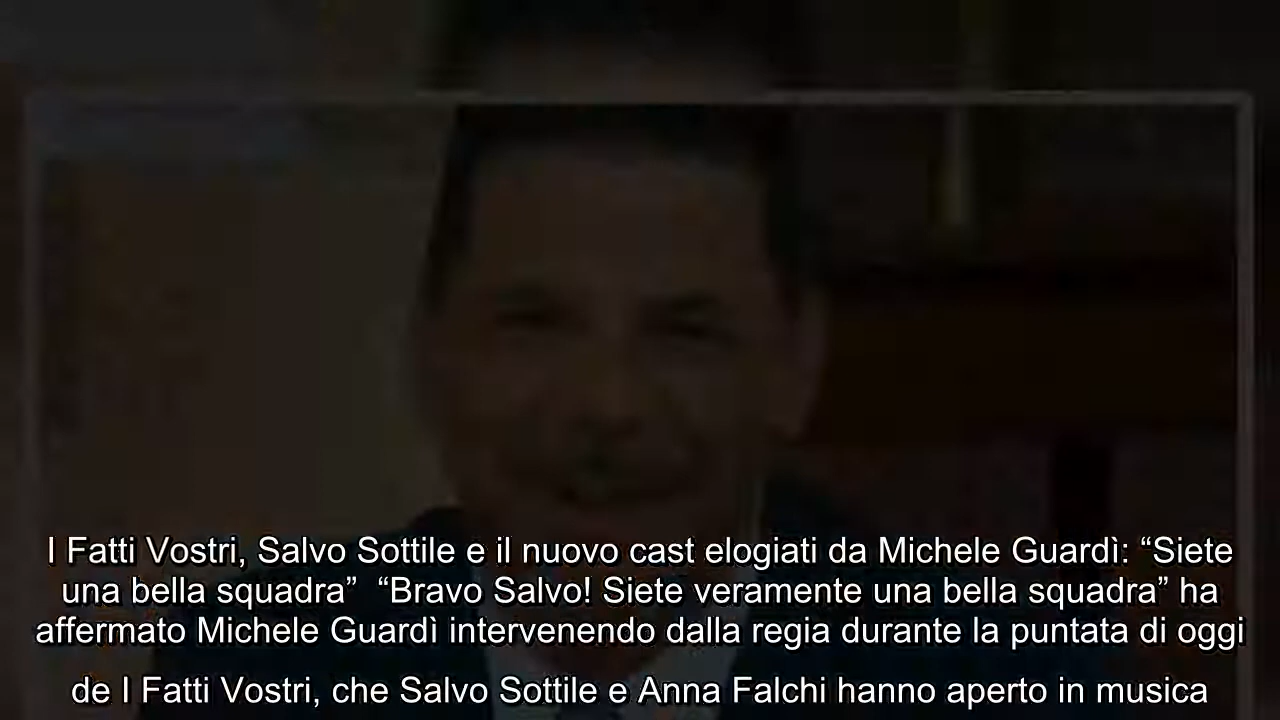 I Fatti Vostri, Salvo Sottile e il nuovo cast elogiati da Michele Guardì: “Siete
una bella squadra”  “Bravo Salvo! Siete veramente una bella squadra” ha
affermato Michele Guardì intervenendo dalla regia durante la puntata di oggi
de I Fatti Vostri, che Salvo Sottile e Anna Falchi hanno aperto in musica